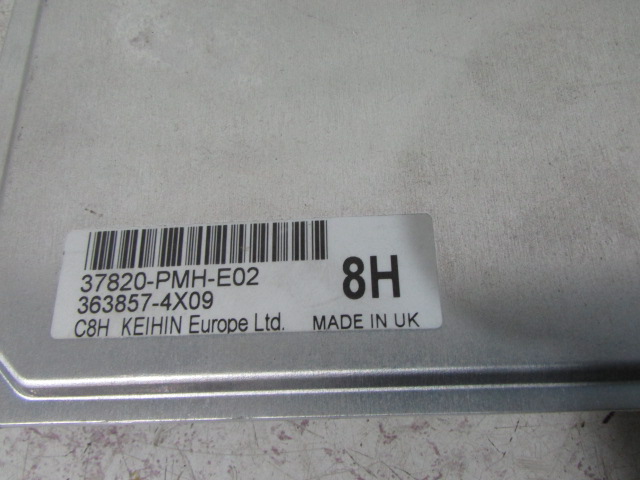 37820-PMH-E02
363857-4X09
8H
C8H KEIHIN Europe Ltd. MADE IN UK